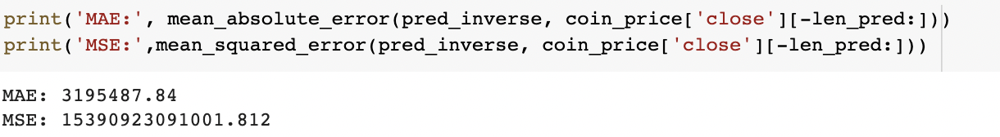 print('MAE:', mean_absolute_error(pred_inverse, coin_price['close'][-len_pred:]))
print('MSE:',mean_squared_error(pred_inverse, coin_price['close'][-len_pred:]))
MAE: 3195487.84
MSE: 15390923091001.812